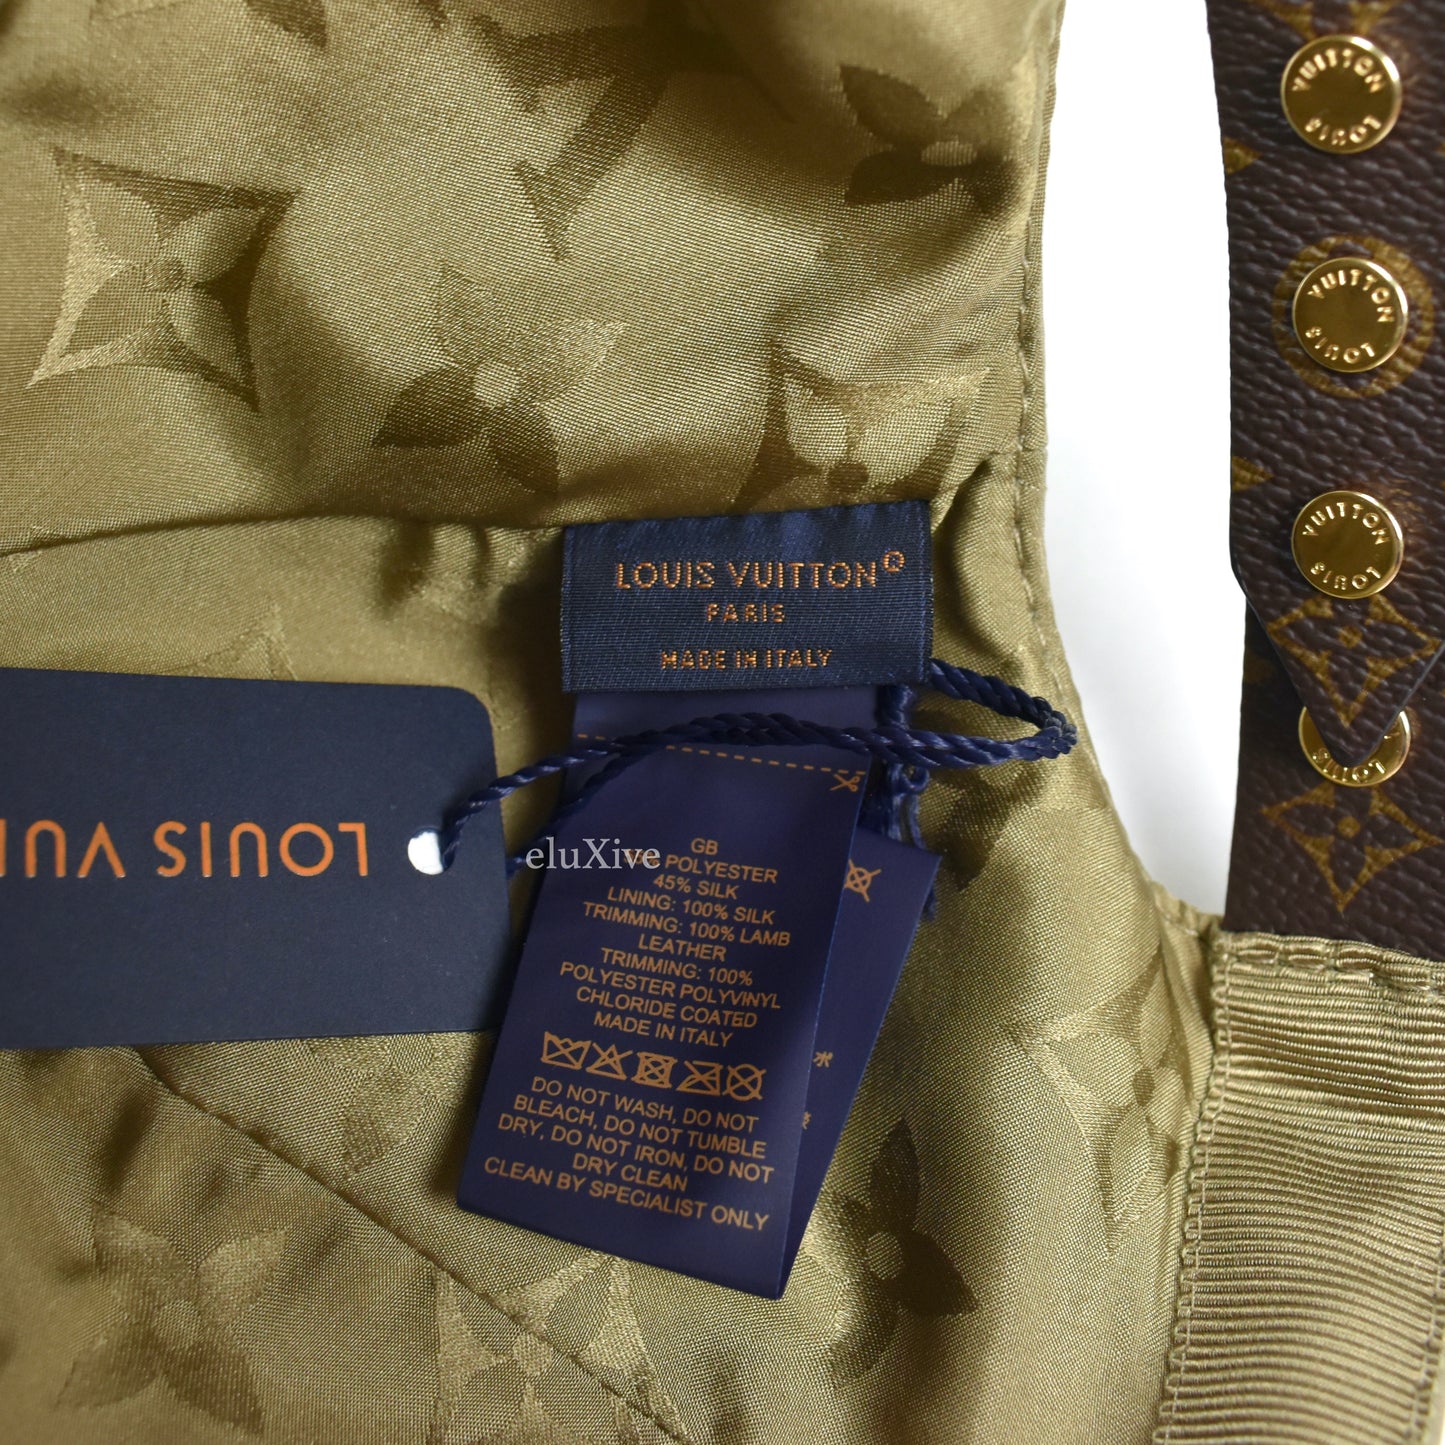 VUITTON
LOUIS
VUITTON
LOUIS
VUITTON
LOUIS
LOUIS
LOUIS VUITTON®
PARIS
MADE IN ITALY
LOUIS VUI
eluXive
GB
POLYESTER
45% SILK
LINING: 100% SILK
TRIMMING: 100% LAMB
LEATHER
TRIMMING: 100%
POLYESTER POLYVINYL
CHLORIDE COATED
MADE IN ITALY
DO NOT WASH, DO NOT
BLEACH, DO NOT TUMBLE
DRY, DO NOT IRON, DO NOT
DRY CLEAN
CLEAN BY SPECIALIST ONLY